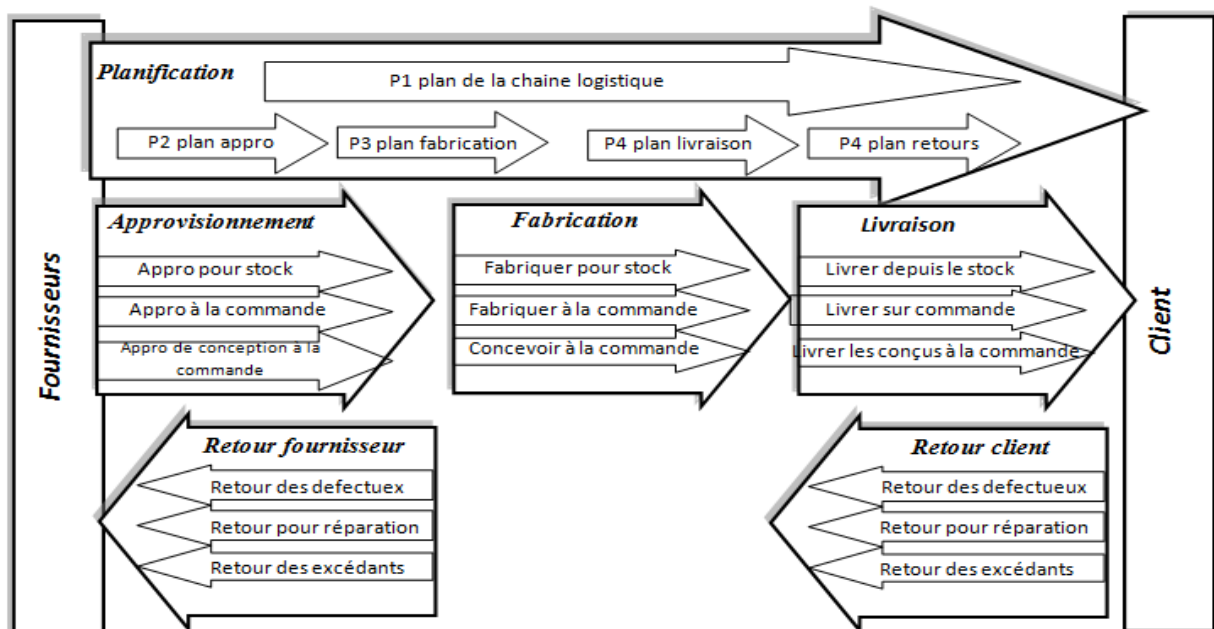 Fournisseurs
Planification
P1 plan de la chaine logistique
P2 plan appro
P3 plan fabrication
P4 plan livraison
P4 plan retours
Approvisionnement
Appro pour stock
Appro à la commande
Appro de conception à la
commande
Fabrication
Fabriquer pour stock
Fabriquer à la commande
Concevoir à la commande
Livraison
Livrer depuis le stock
Livrer sur commande
Livrer les conçus à la commande
Retour fournisseur
Retour des defectuex
Retour pour réparation
Retour des excédants
Retour client
Retour des defectueux
Retour pour réparation
Retour des excédants
Client